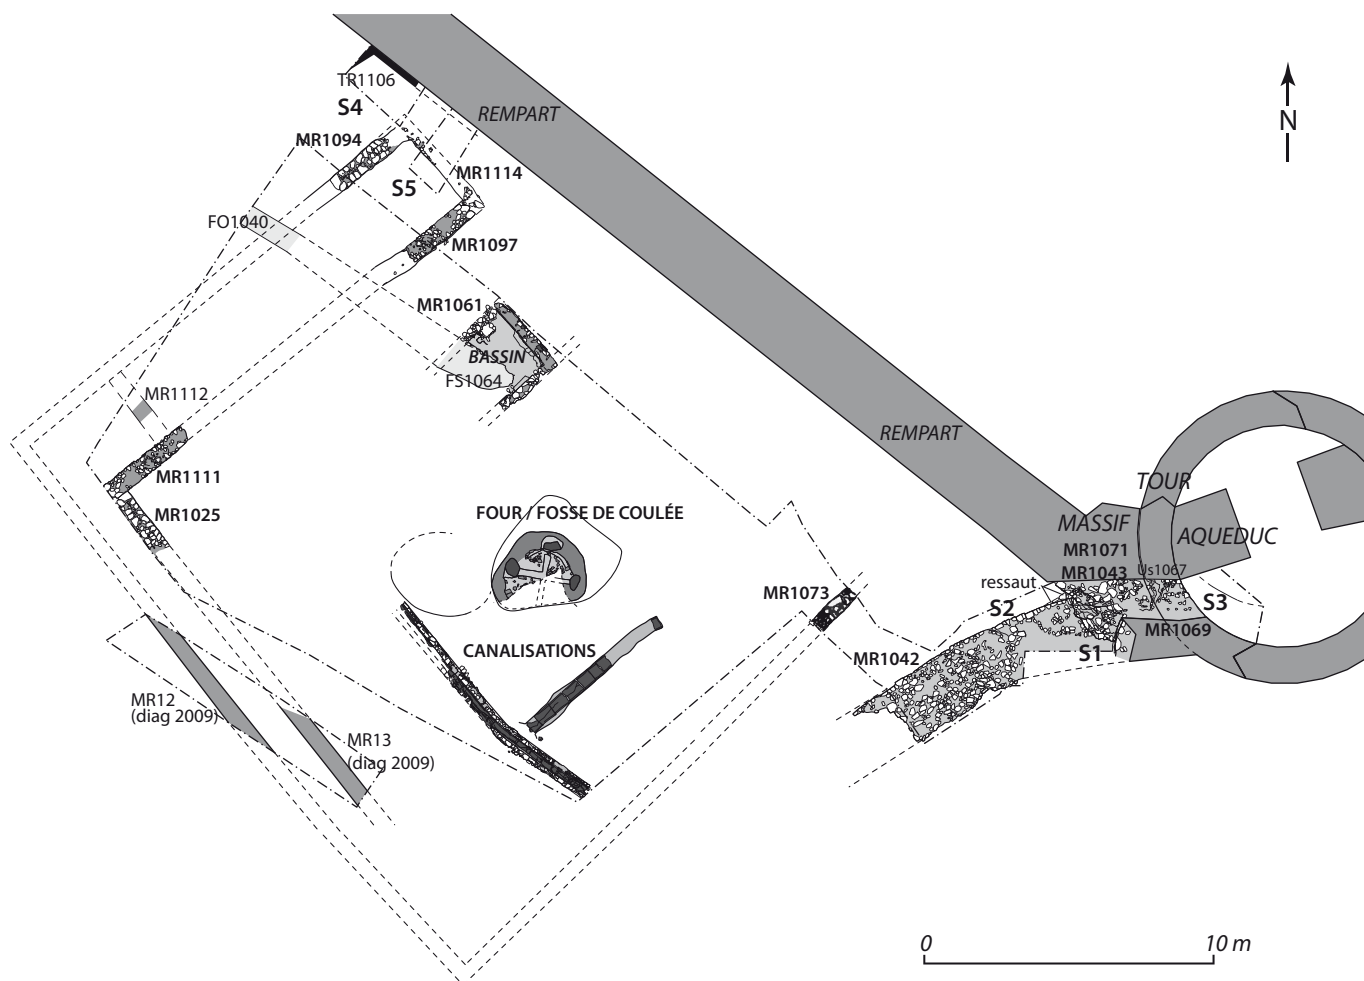 TR1106
S4
REMPART
N
MR1094
MR1114
S5
FO1040
MR1097
MR1061
BASSIN
FS1064
MR1112
REMPART
MR1111
TOUR
MR1025
FOUR / FOSSE DE COULÉE
MASSIF
AQUEDUC
MR1071
MR1043
Us1067
ressaut
MR1073
S2
S3
MR1069
CANALISATIONS
S1
MR1042
MR12
(diag 2009)
MR13
(diag 2009)
0
10 m